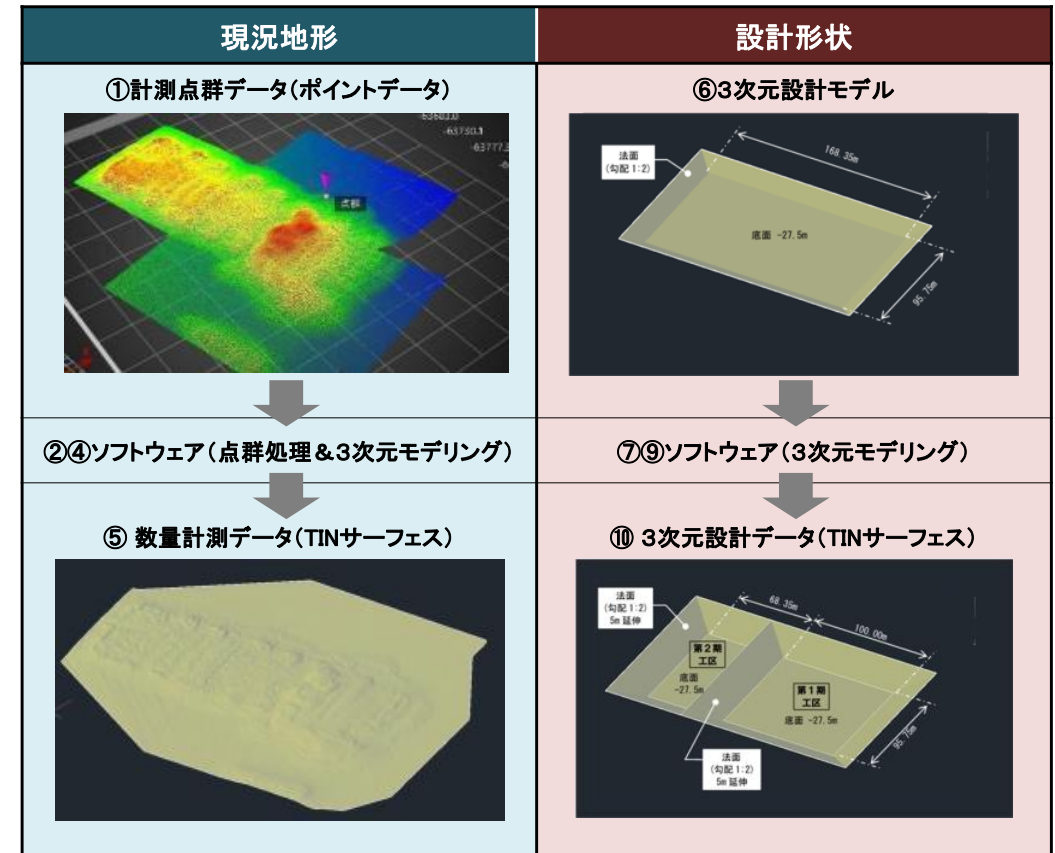 現況地形
設計形状
①計測点群データ(ポイントデータ)
-63730.1
点群
②④ソフトウェア(点群処理&3次元モデリング)
⑤ 数量計測データ(TINサーフェス)
⑥3次元設計モデル
法面
(勾配 1:2)
168.35m
底面 -27.5m
95.75m
⑦⑨ソフトウェア(3次元モデリング)
⑩ 3次元設計データ(TINサーフェス)
法面
(勾配 1:2)
5m 延伸
68.35m
100.00m
第2期
工区
底面
-27.5m
第1期
工区
底面 -27.5m
95.75m
法面
(勾配 1:2)
5m 延伸